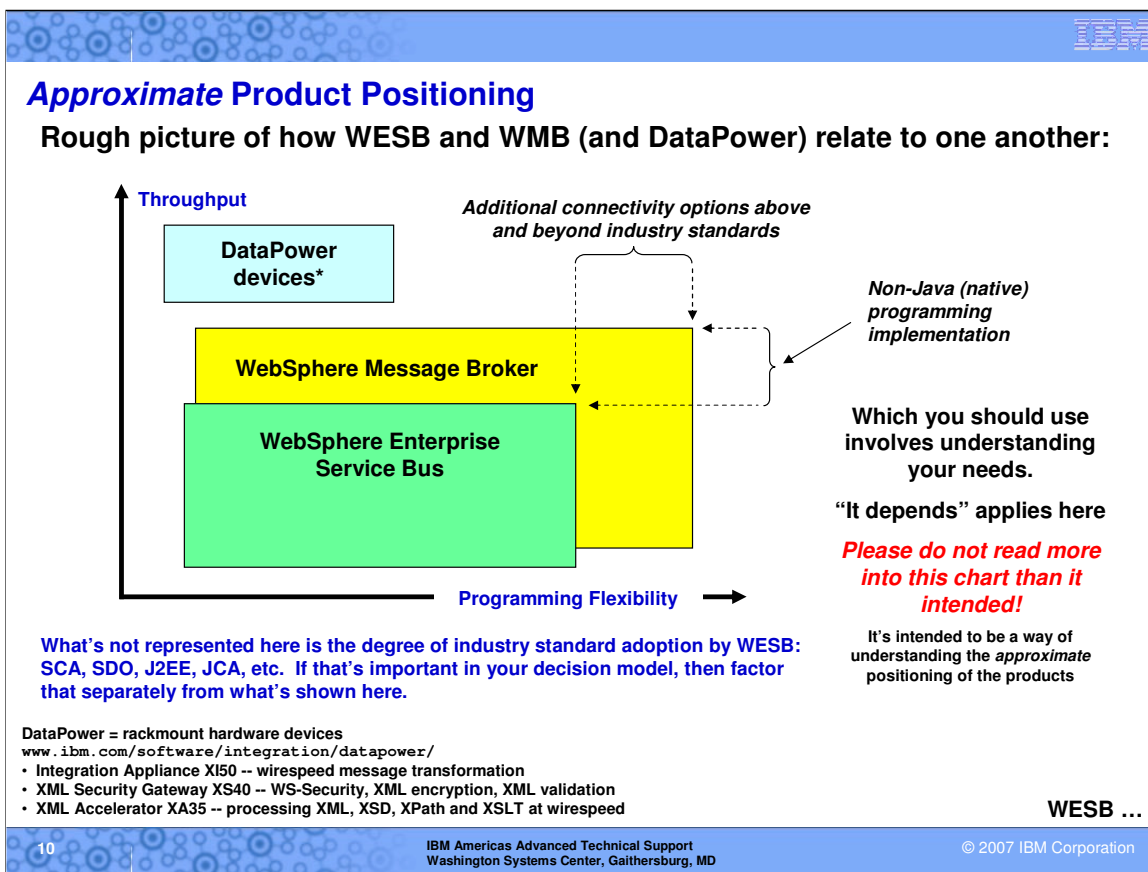 IBM
Approximate Product Positioning
Rough picture of how WESB and WMB (and DataPower) relate to one another:
Throughput
Additional connectivity options above
and beyond industry standards
DataPower
devices*
Non-Java (native)
programming
implementation
WebSphere Message Broker
WebSphere Enterprise
Service Bus
Which you should use
involves understanding
your needs.
“It depends” applies here
Please do not read more
into this chart than it
intended!
It’s intended to be a way of
understanding the approximate
positioning of the products
Programming Flexibility
What’s not represented here is the degree of industry standard adoption by WESB:
SCA, SDO, J2EE, JCA, etc. If that’s important in your decision model, then factor
that separately from what’s shown here.
DataPower = rackmount hardware devices
www.ibm.com/software/integration/datapower/
• Integration Appliance XI50 -- wirespeed message transformation
• XML Security Gateway XS40 -- WS-Security, XML encryption, XML validation
• XML Accelerator XA35 -- processing XML, XSD, XPath and XSLT at wirespeed
WESB …
10
IBM Americas Advanced Technical Support
Washington Systems Center, Gaithersburg, MD
© 2007 IBM Corporation